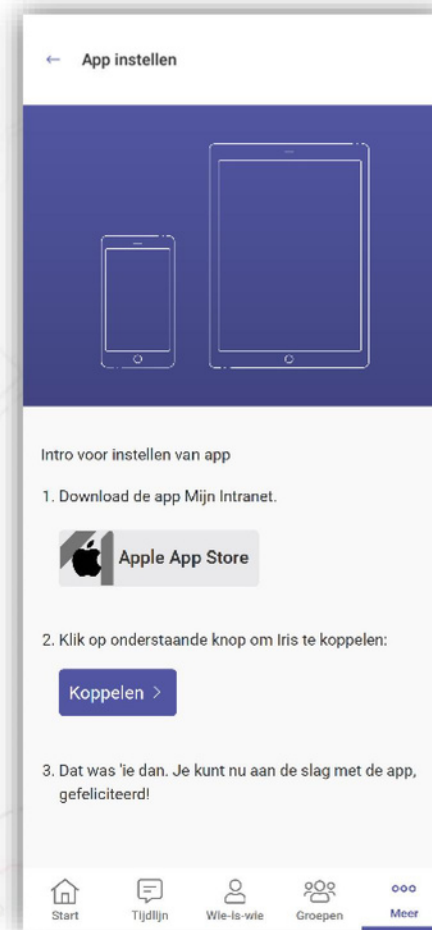 ← App instellen
Intro voor instellen van app
1. Download de app Mijn Intranet.
Apple App Store
2. Klik op onderstaande knop om Iris te koppelen:
Koppelen >
3. Dat was 'ie dan. Je kunt nu aan de slag met de app,
gefeliciteerd!
Start Tijdlijn Wie-is-wie Groepen Meer